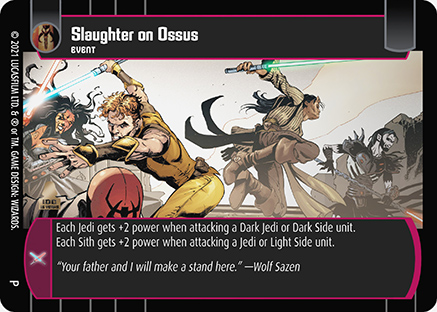 Slaughter on Ossus
EVENT
© 2021 LUCASFILM LTD. & ® or TM. GAME DESIGN: WIZARDS.
P
Each Jedi gets +2 power when attacking a Dark Jedi or Dark Side unit.
Each Sith gets +2 power when attacking a Jedi or Light Side unit.
“Your father and I will make a stand here.” —Wolf Sazen